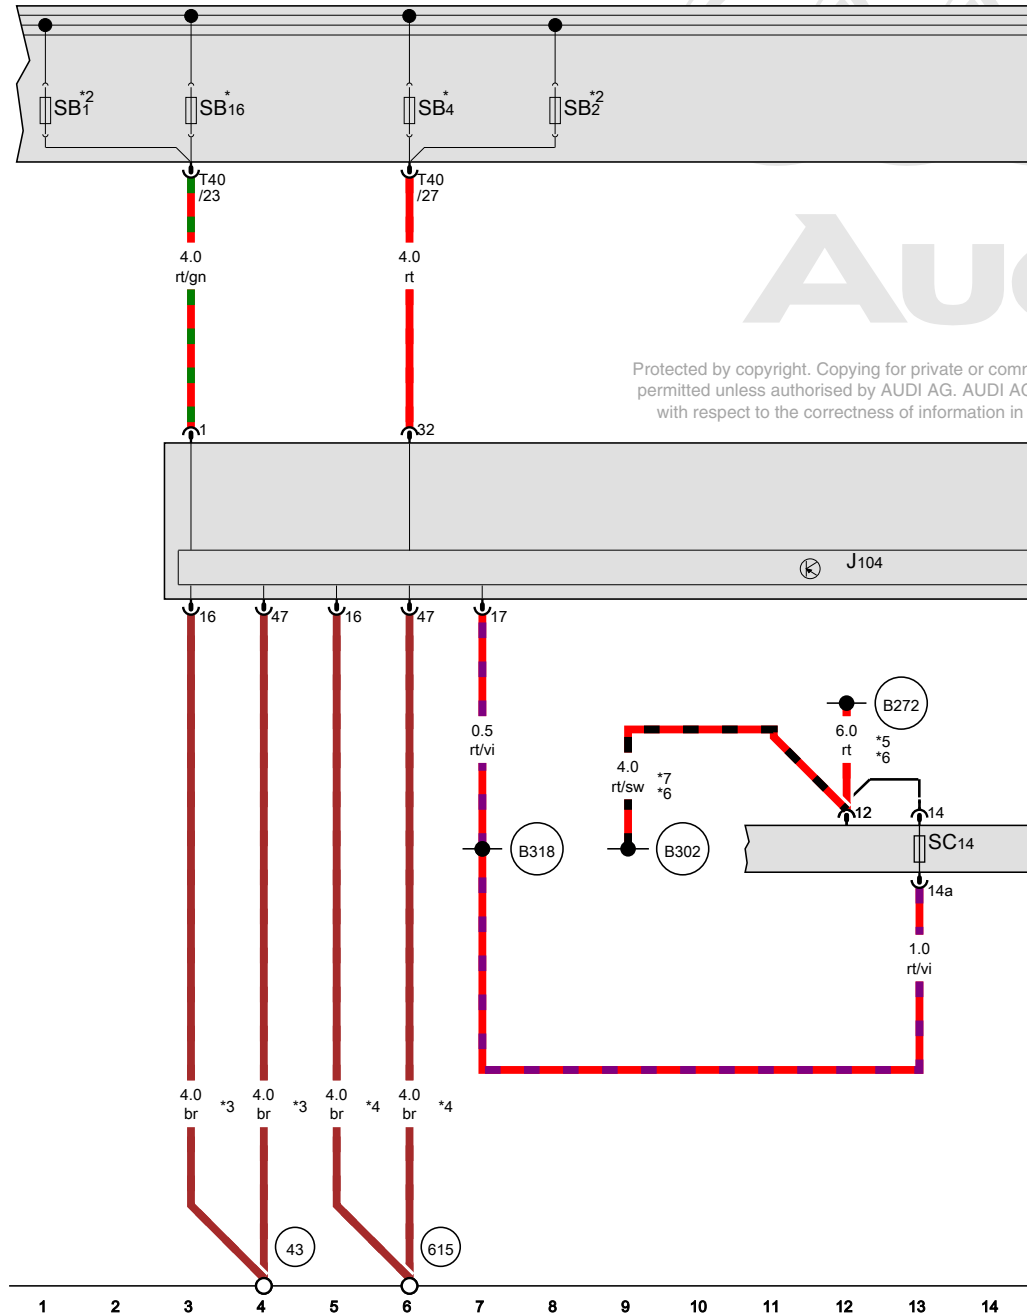 SB1 *2
SB16 *
SB4 *
SB2 *2
T40
/23
T40
/27
4.0
rt/gn
4.0
rt
Protected by copyright. Copying for private or comm
permitted unless authorised by AUDI AG. AUDI AG
with respect to the correctness of information in
1
32
J104
16
47
16
47
17
B272
0.5
rt/vi
6.0
rt
*5
*6
4.0
rt/sw
*7
*6
12
14
B318
B302
SC14
14a
1.0
rt/vi
4.0
br
*3
4.0
br
*3
4.0
br
*4
4.0
br
*4
43
615
1 2 3 4 5 6 7 8 9 10 11 12 13 14